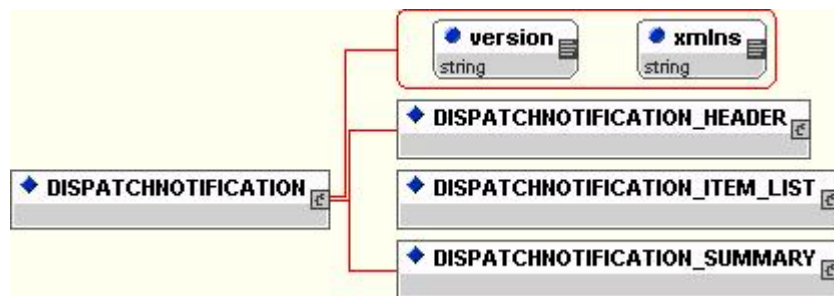 version
string
xmlns
string
DISPATCHNOTIFICATION_HEADER
DISPATCHNOTIFICATION
DISPATCHNOTIFICATION_ITEM_LIST
DISPATCHNOTIFICATION_SUMMARY